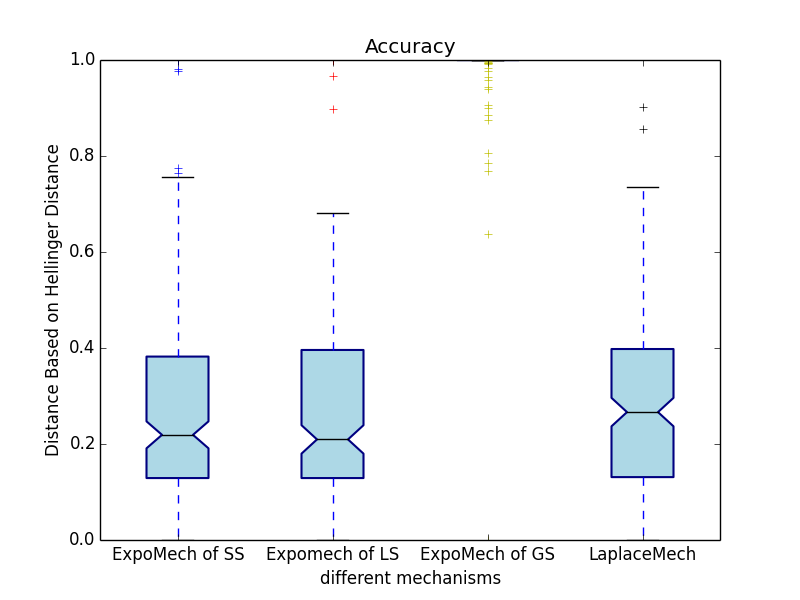 Accuracy
Distance Based on Hellinger Distance
1.0
0.8
0.6
0.4
0.2
0.0
ExpoMech of SS
Expomech of LS
ExpoMech of GS
LaplaceMech
different mechanisms